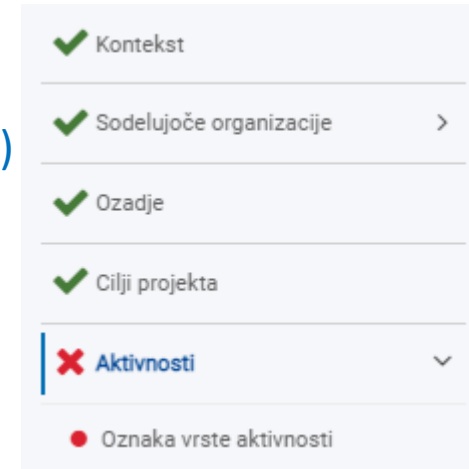 Kontekst
Sodelujoče organizacije
)
Ozadje
Cilji projekta
Aktivnosti
Oznaka vrste aktivnosti